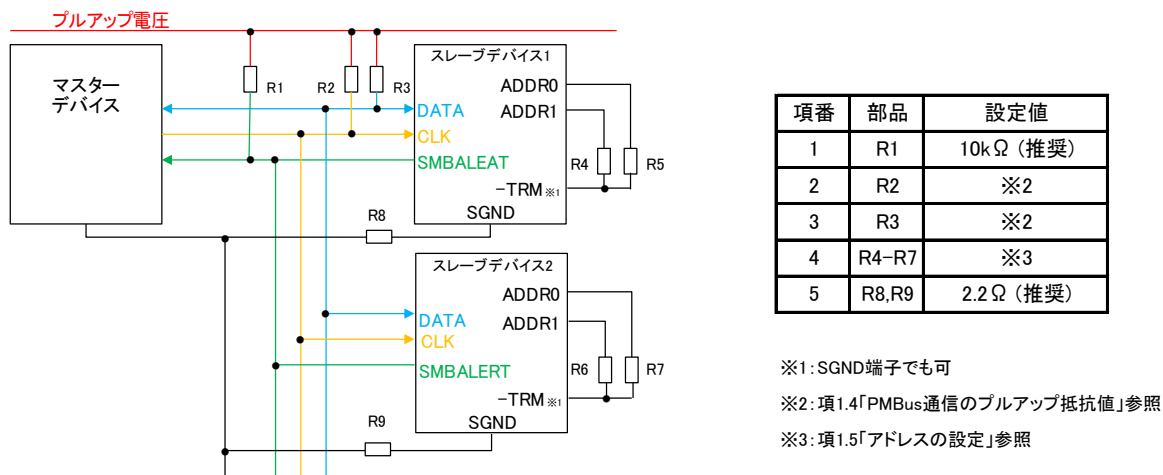 プルアップ電圧
マスター
デバイス
R1
R2
R3
スレーブデバイス1
ADDR0
ADDR1
DATA
CLK
SMBALEAT
R4
R5
-TRM※1
SGND
R8
スレーブデバイス2
ADDR0
ADDR1
DATA
CLK
SMBALERT
R6
R7
-TRM※1
SGND
R9
項番 部品 設定値
1 R1 10kΩ（推奨）
2 R2 ※2
3 R3 ※2
4 R4-R7 ※3
5 R8,R9 2.2Ω（推奨）
※1：SGND端子でも可
※2：項1.4「PMBus通信のプルアップ抵抗値」参照
※3：項1.5「アドレスの設定」参照